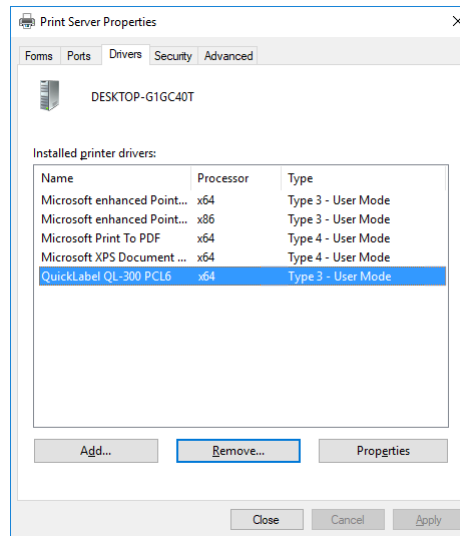 Print Server Properties
Forms Ports Drivers Security Advanced
DESKTOP-G1GC40T
Installed printer drivers:
Name Processor Type
Microsoft enhanced Point... x64 Type 3 - User Mode
Microsoft enhanced Point... x86 Type 3 - User Mode
Microsoft Print To PDF x64 Type 4 - User Mode
Microsoft XPS Document ... x64 Type 4 - User Mode
QuickLabel QL-300 PCL6 x64 Type 3 - User Mode
Add... Remove... Properties
Close Cancel Apply